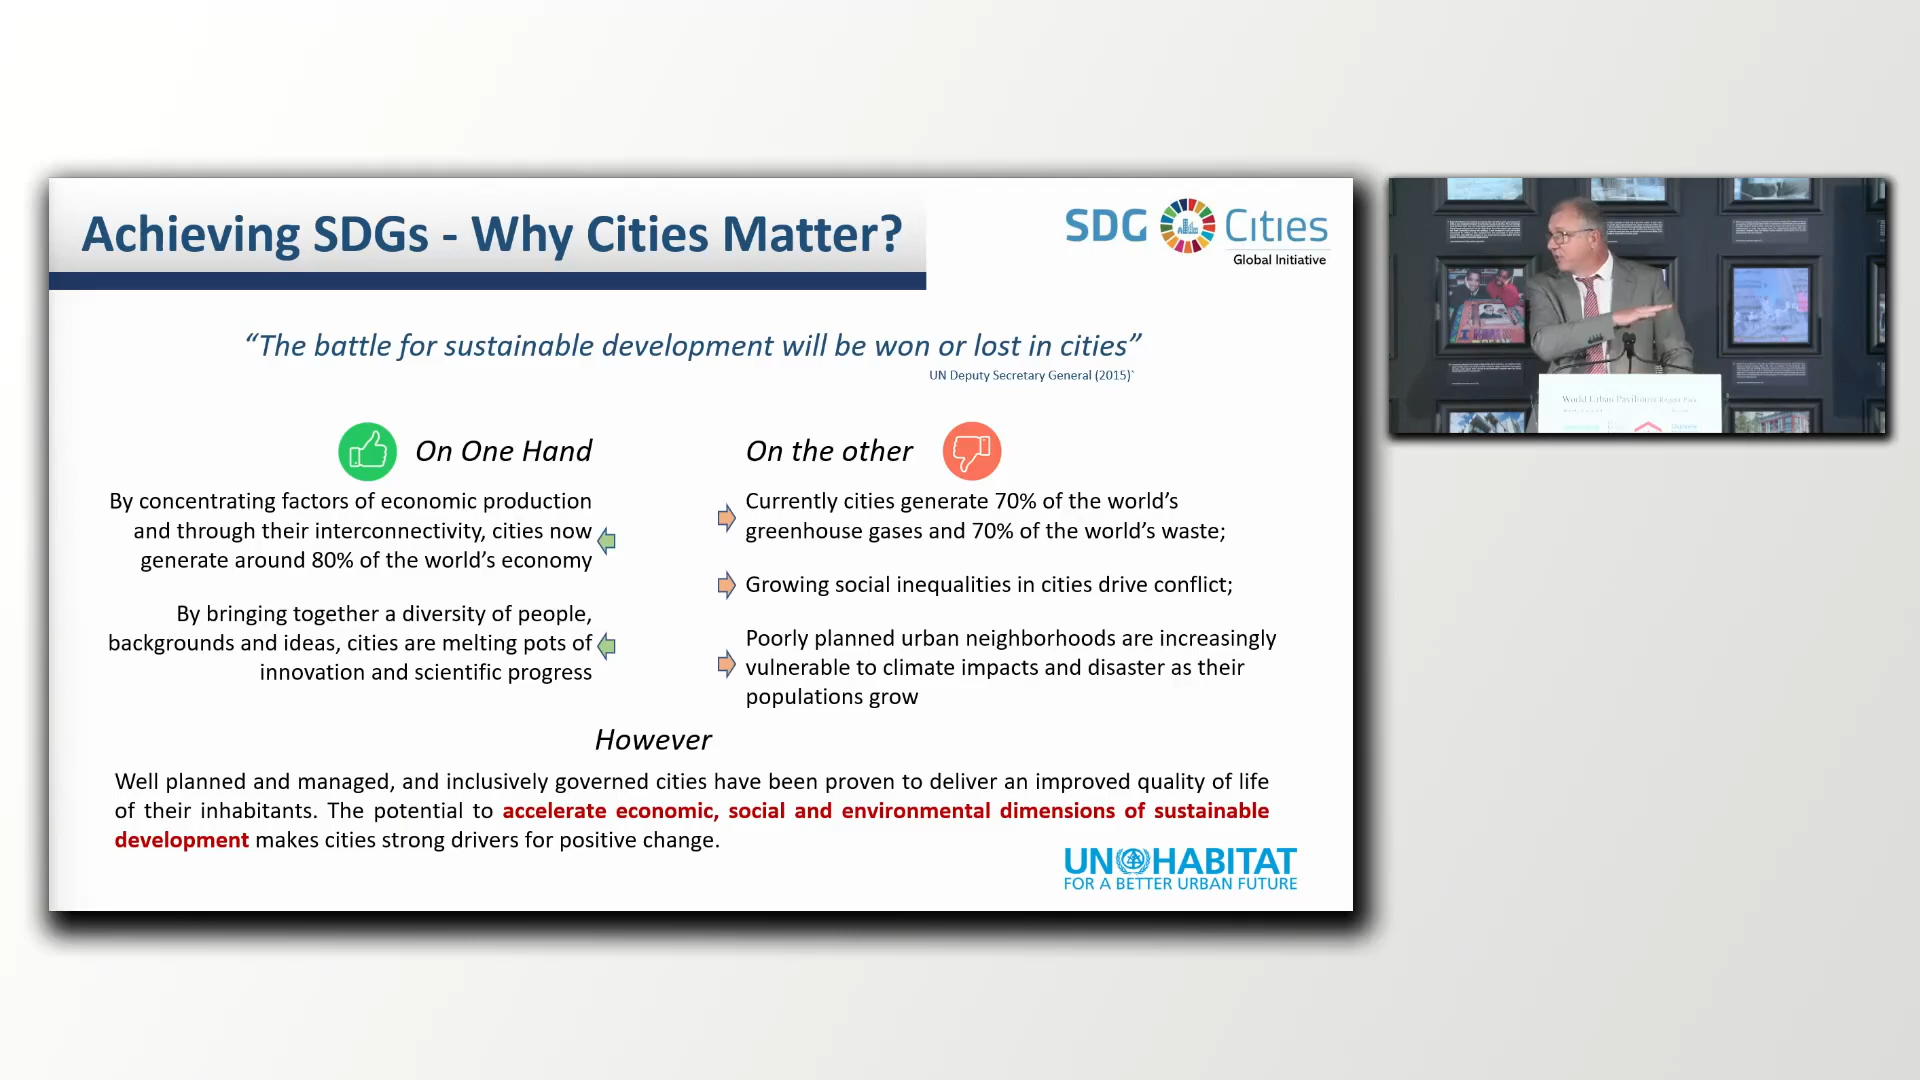 Achieving SDGs - Why Cities Matter?
SDG Cities
Global Initiative
“The battle for sustainable development will be won or lost in cities”
UN Deputy Secretary General (2015)`
On One Hand
By concentrating factors of economic production
and through their interconnectivity, cities now
generate around 80% of the world’s economy
By bringing together a diversity of people,
backgrounds and ideas, cities are melting pots of
innovation and scientific progress
On the other
Currently cities generate 70% of the world’s
greenhouse gases and 70% of the world’s waste;
Growing social inequalities in cities drive conflict;
Poorly planned urban neighborhoods are increasingly
vulnerable to climate impacts and disaster as their
populations grow
However
Well planned and managed, and inclusively governed cities have been proven to deliver an improved quality of life
of their inhabitants. The potential to accelerate economic, social and environmental dimensions of sustainable
development makes cities strong drivers for positive change.
UN HABITAT
FOR A BETTER URBAN FUTURE
World Urban Pavilion